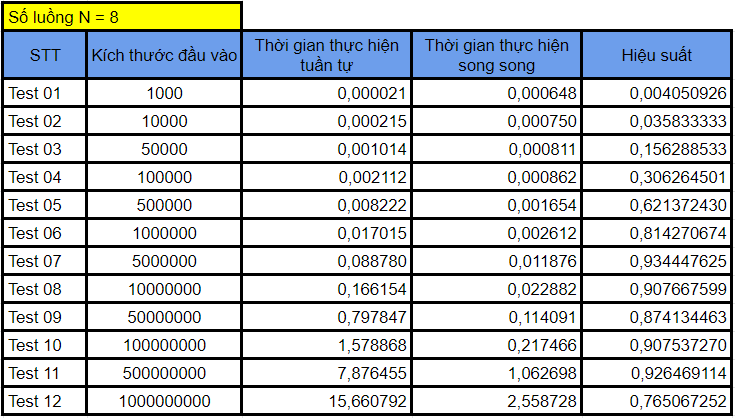 Số luồng N = 8
STT Kích thước đầu vào Thời gian thực hiện tuần tự Thời gian thực hiện song song Hiệu suất
Test 01 1000 0,000021 0,000648 0,004050926
Test 02 10000 0,000215 0,000750 0,035833333
Test 03 50000 0,001014 0,000811 0,156288533
Test 04 100000 0,002112 0,000862 0,306264501
Test 05 500000 0,008222 0,001654 0,621372430
Test 06 1000000 0,017015 0,002612 0,814270674
Test 07 5000000 0,088780 0,011876 0,934447625
Test 08 10000000 0,166154 0,022882 0,907667599
Test 09 50000000 0,797847 0,114091 0,874134463
Test 10 100000000 1,578868 0,217466 0,907537270
Test 11 500000000 7,876455 1,062698 0,926469114
Test 12 1000000000 15,660792 2,558728 0,765067252